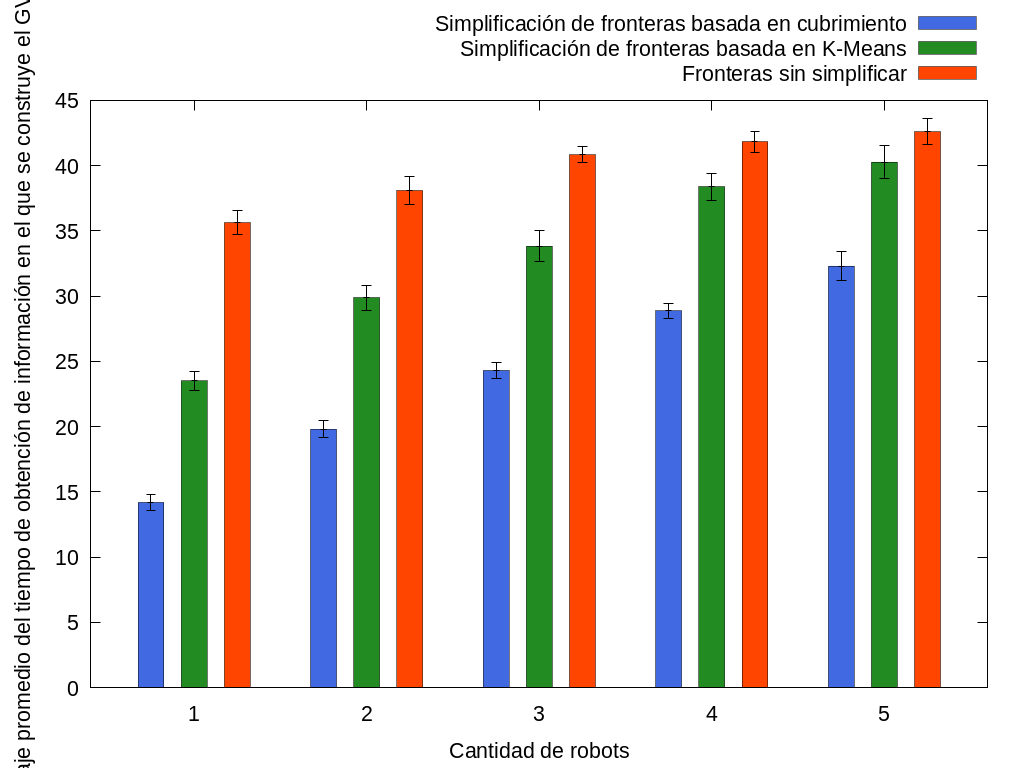 Simplificación de fronteras basada en cubrimiento
Simplificación de fronteras basada en K-Means
Fronteras sin simplificar
promedio del tiempo de obtención de información en el que se construye el
45
40
35
30
25
20
15
10
5
0
1 2 3 4 5
Cantidad de robots